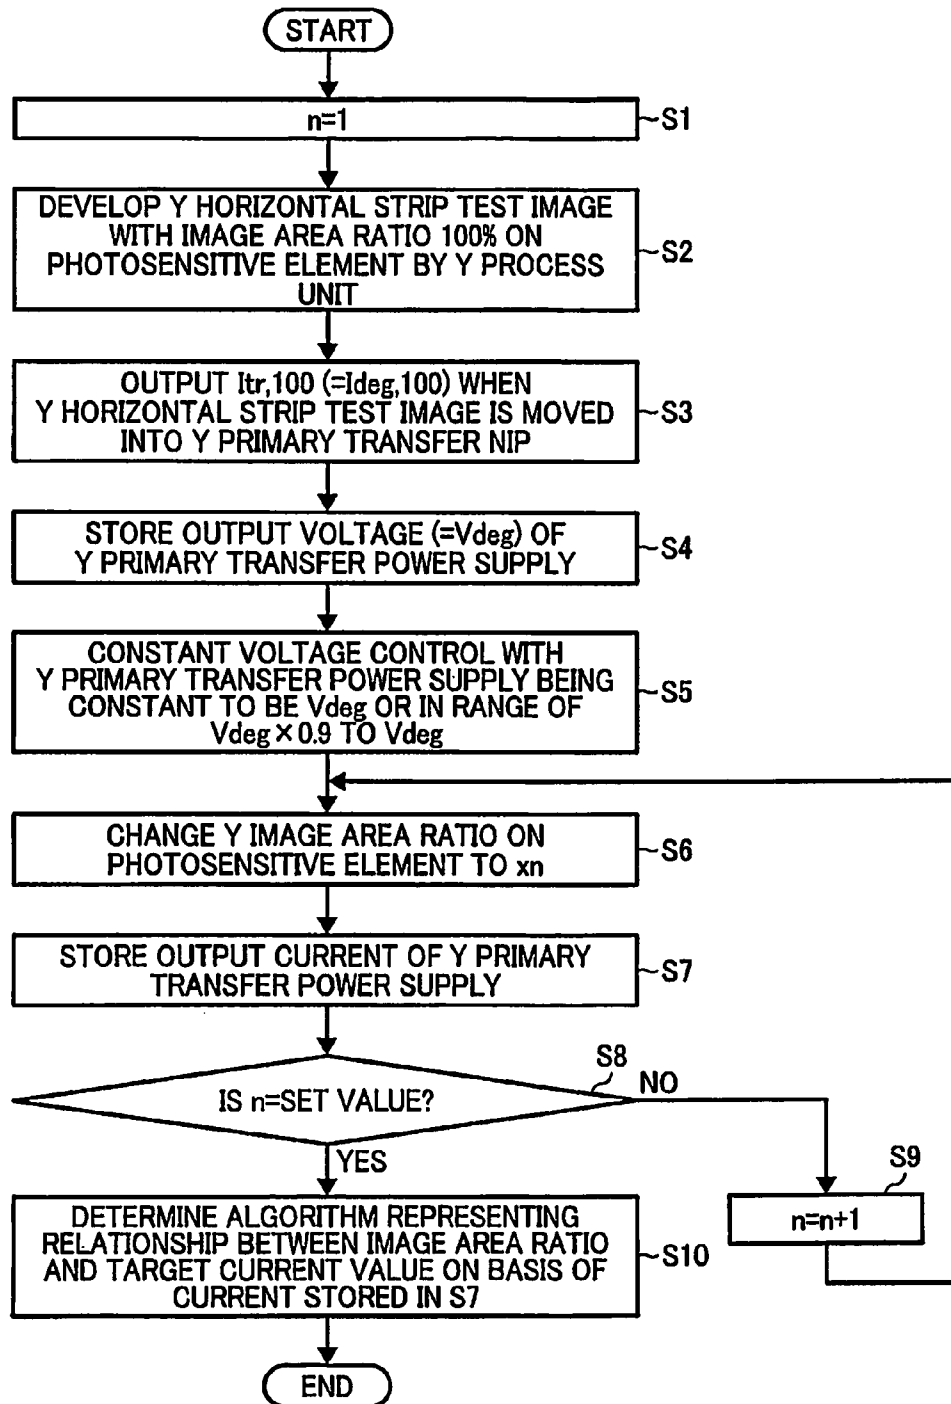 START
n=1
S1
DEVELOP Y HORIZONTAL STRIP TEST IMAGE
WITH IMAGE AREA RATIO 100% ON
PHOTOSENSITIVE ELEMENT BY Y PROCESS
UNIT
S2
OUTPUT Itr,100 (=Ideg,100) WHEN
Y HORIZONTAL STRIP TEST IMAGE IS MOVED
INTO Y PRIMARY TRANSFER NIP
S3
STORE OUTPUT VOLTAGE (=Vdeg) OF
Y PRIMARY TRANSFER POWER SUPPLY
S4
CONSTANT VOLTAGE CONTROL WITH
Y PRIMARY TRANSFER POWER SUPPLY BEING
CONSTANT TO BE Vdeg OR IN RANGE OF
Vdeg×0.9 TO Vdeg
S5
CHANGE Y IMAGE AREA RATIO ON
PHOTOSENSITIVE ELEMENT TO xn
S6
STORE OUTPUT CURRENT OF Y PRIMARY
TRANSFER POWER SUPPLY
S7
IS n=SET VALUE?
S8
NO
YES
S9
n=n+1
DETERMINE ALGORITHM REPRESENTING
RELATIONSHIP BETWEEN IMAGE AREA RATIO
AND TARGET CURRENT VALUE ON BASIS OF
CURRENT STORED IN S7
S10
END